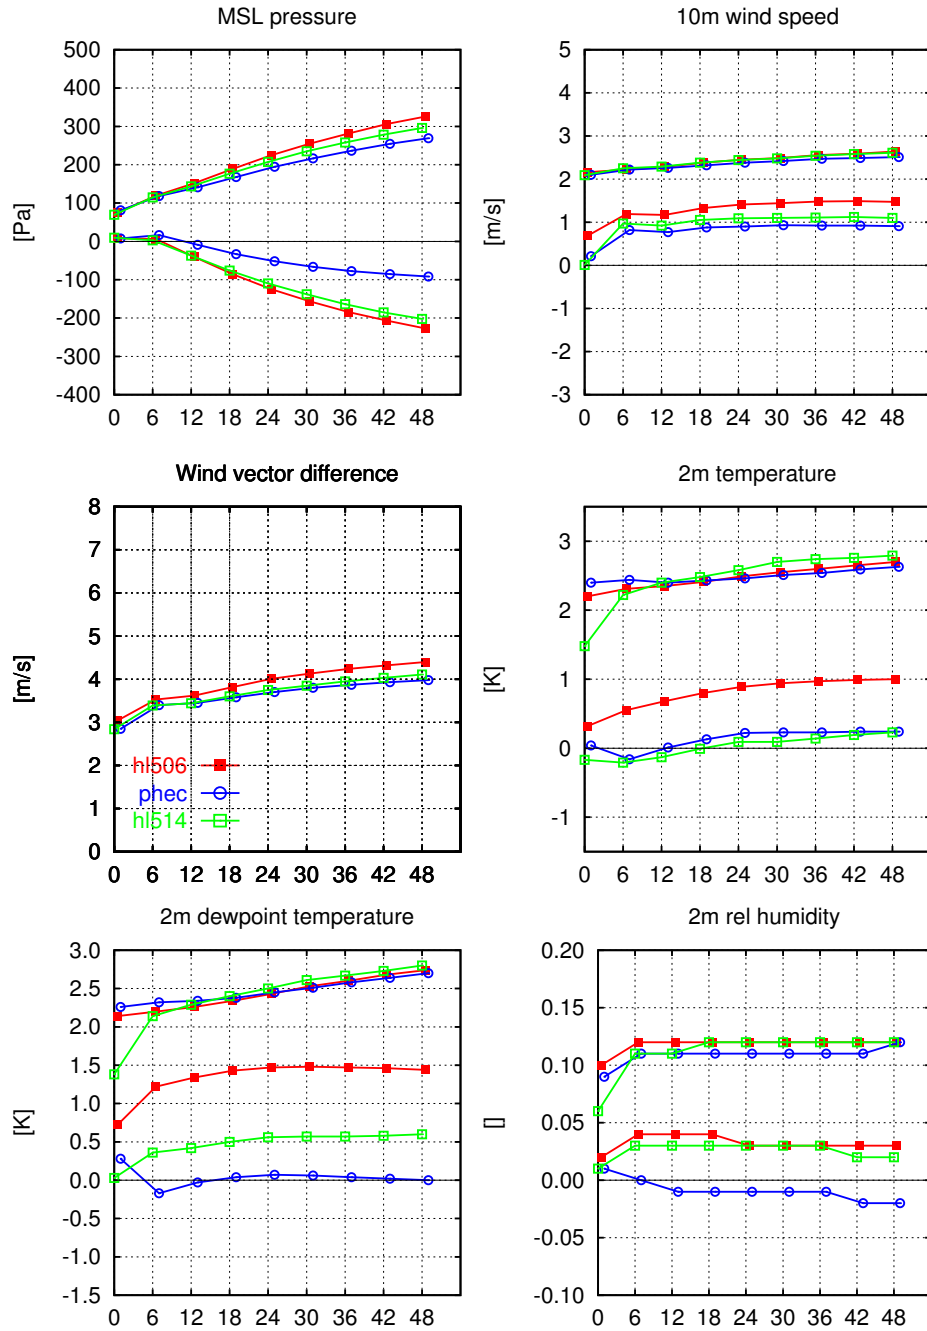 MSL pressure
500
400
300
200
100
0
-100
-200
-300
-400
[Pa]
0 6 12 18 24 30 36 42 48
10m wind speed
5
4
3
2
1
0
-1
-2
-3
[m/s]
0 6 12 18 24 30 36 42 48
Wind vector difference
8
7
6
5
4
3
2
1
0
[m/s]
hl506
phec
hl514
0 6 12 18 24 30 36 42 48
2m temperature
3
2
1
0
-1
[K]
0 6 12 18 24 30 36 42 48
2m dewpoint temperature
3.0
2.5
2.0
1.5
1.0
0.5
0.0
-0.5
-1.0
-1.5
[K]
0 6 12 18 24 30 36 42 48
2m rel humidity
0.20
0.15
0.10
0.05
0.00
-0.05
-0.10
[]
0 6 12 18 24 30 36 42 48